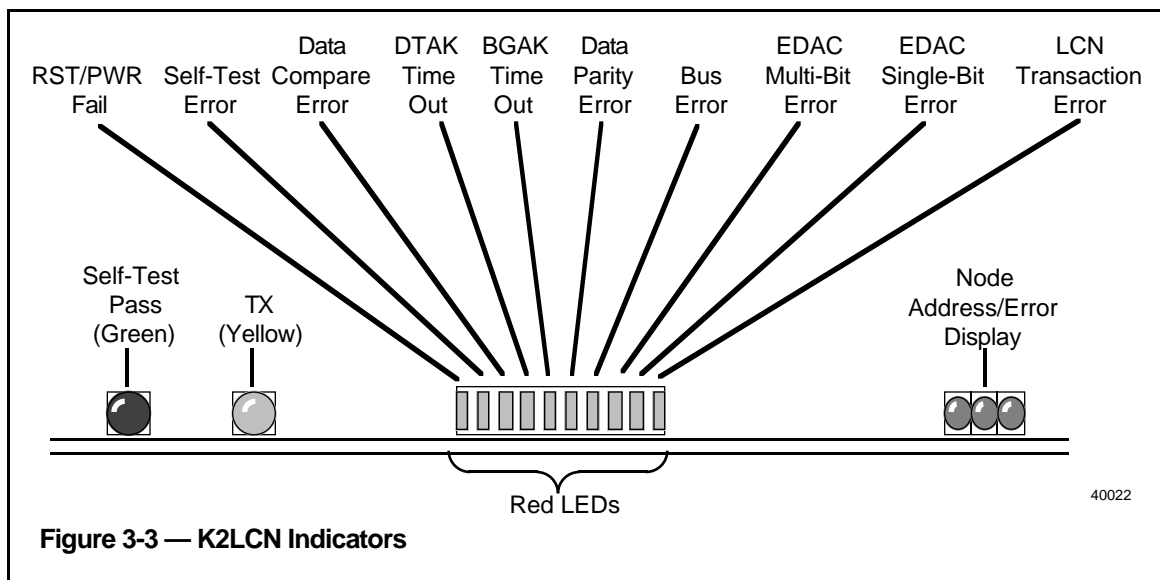 RST/PWR
Fail
Self-Test
Error
Data
Compare
Error
DTAK
Time
Out
BGAK
Time
Out
Data
Parity
Error
Bus
Error
EDAC
Multi-Bit
Error
EDAC
Single-Bit
Error
LCN
Transaction
Error
Self-Test
Pass
(Green)
TX
(Yellow)
Node
Address/Error
Display
Red LEDs
40022
Figure 3-3 — K2LCN Indicators